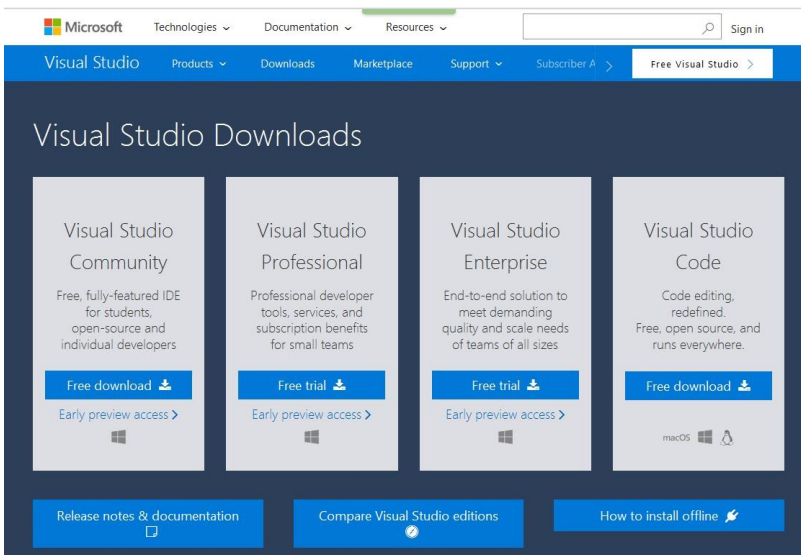 Microsoft Technologies Documentation Resources Sign in
Visual Studio Products Downloads Marketplace Support Subscriber A Free Visual Studio
Visual Studio Downloads
Visual Studio
Community
Free, fully-featured IDE
for students,
open-source and
individual developers
Free download
Early preview access
Visual Studio
Professional
Professional developer
tools, services, and
subscription benefits
for small teams
Free trial
Early preview access
Visual Studio
Enterprise
End-to-end solution to
meet demanding
quality and scale needs
of teams of all sizes
Free trial
Early preview access
Visual Studio
Code
Code editing,
redefined.
Free, open source, and
runs everywhere.
Free download
macOS
Release notes & documentation
Compare Visual Studio editions
How to install offline